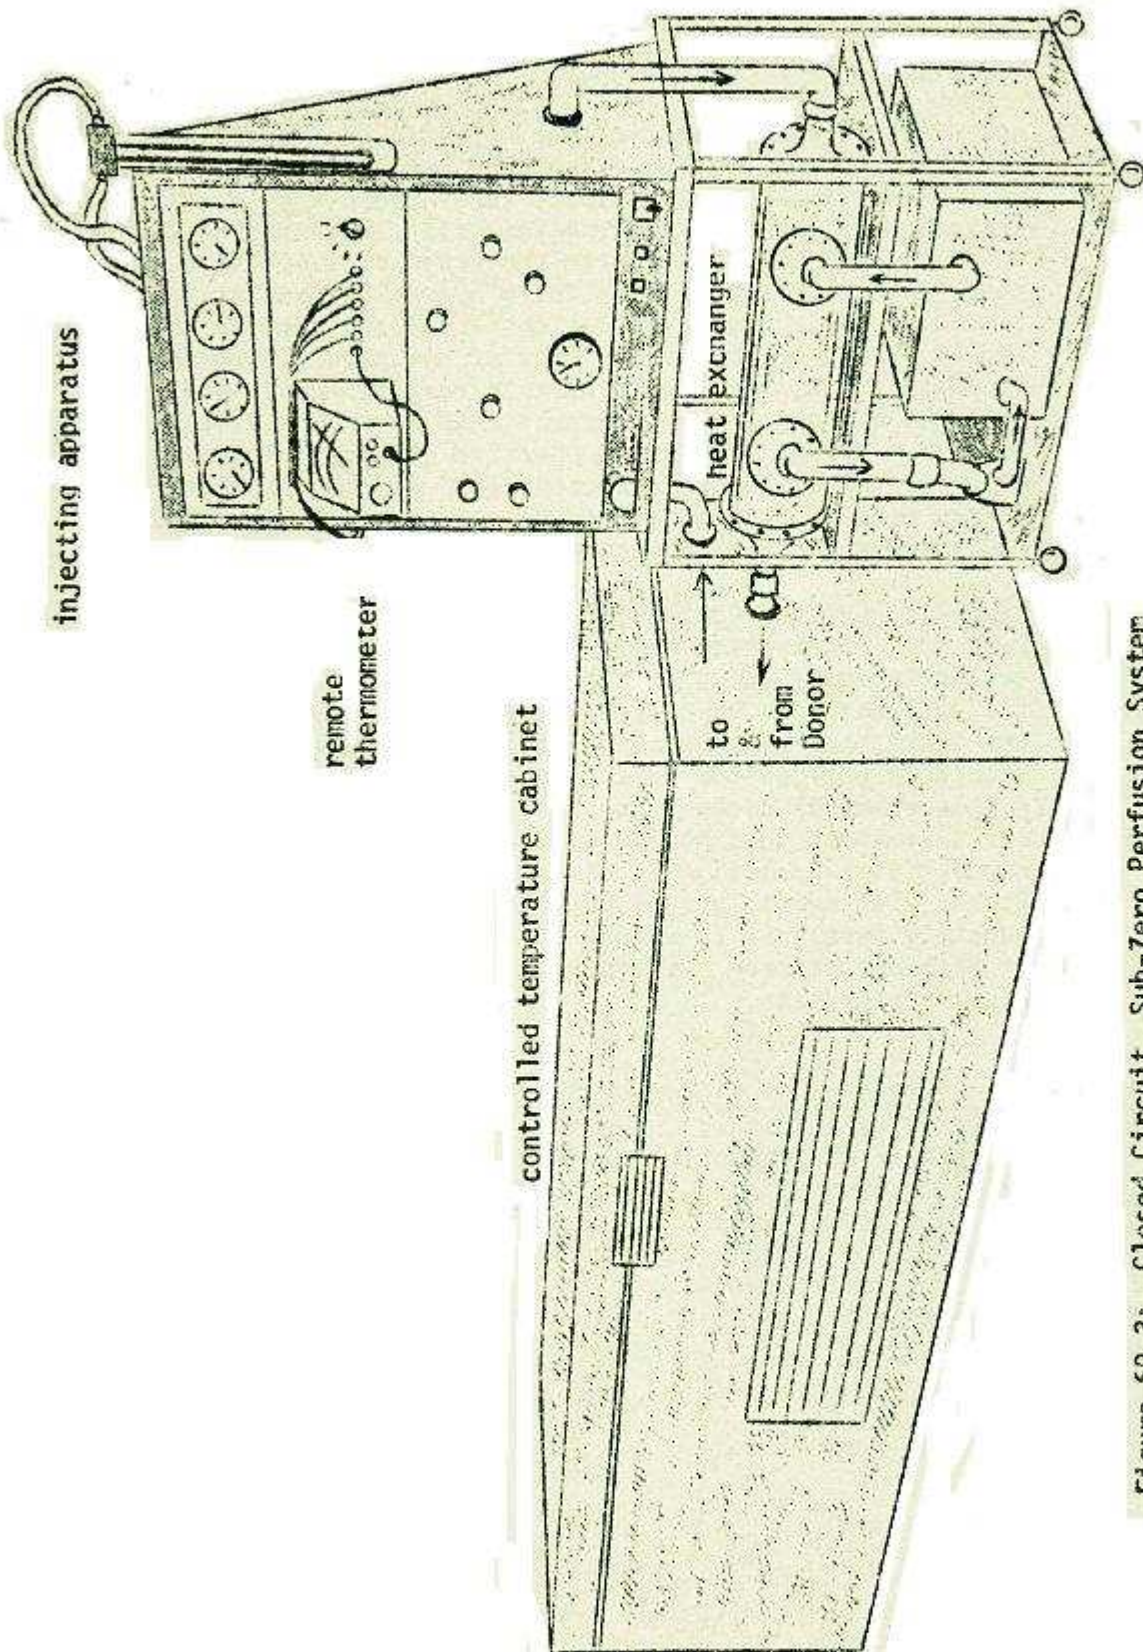 injecting apparatus
remote
thermometer
controlled temperature cabinet
heat exchanger
to
&
from
Donor
Closed Circuit, Sub-Zero Perfusion System